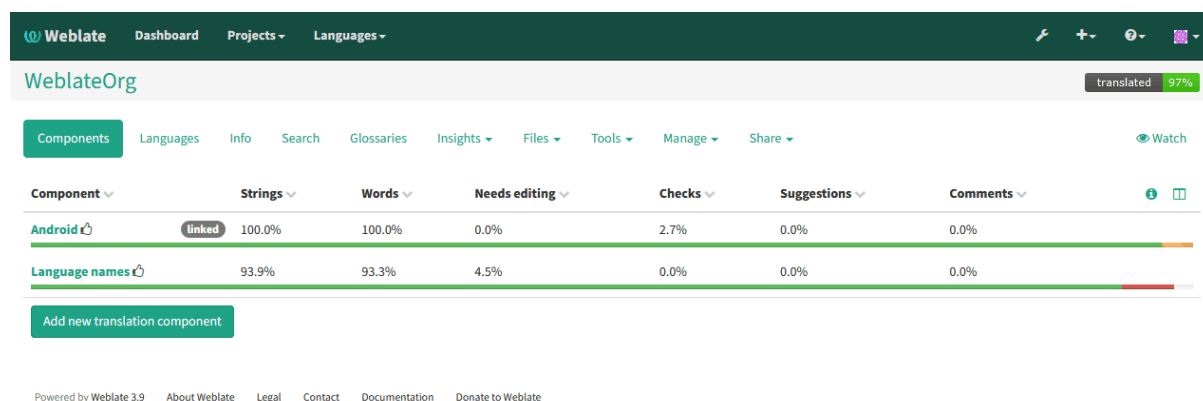 Weblate Dashboard Projects Languages
WeblateOrg translated 97%
Components Languages Info Search Glossaries Insights Files Tools Manage Share Watch
Component Strings Words Needs editing Checks Suggestions Comments
Android linked 100.0% 100.0% 0.0% 2.7% 0.0% 0.0%
Language names 93.9% 93.3% 4.5% 0.0% 0.0% 0.0%
Add new translation component
Powered by Weblate 3.9 About Weblate Legal Contact Documentation Donate to Weblate